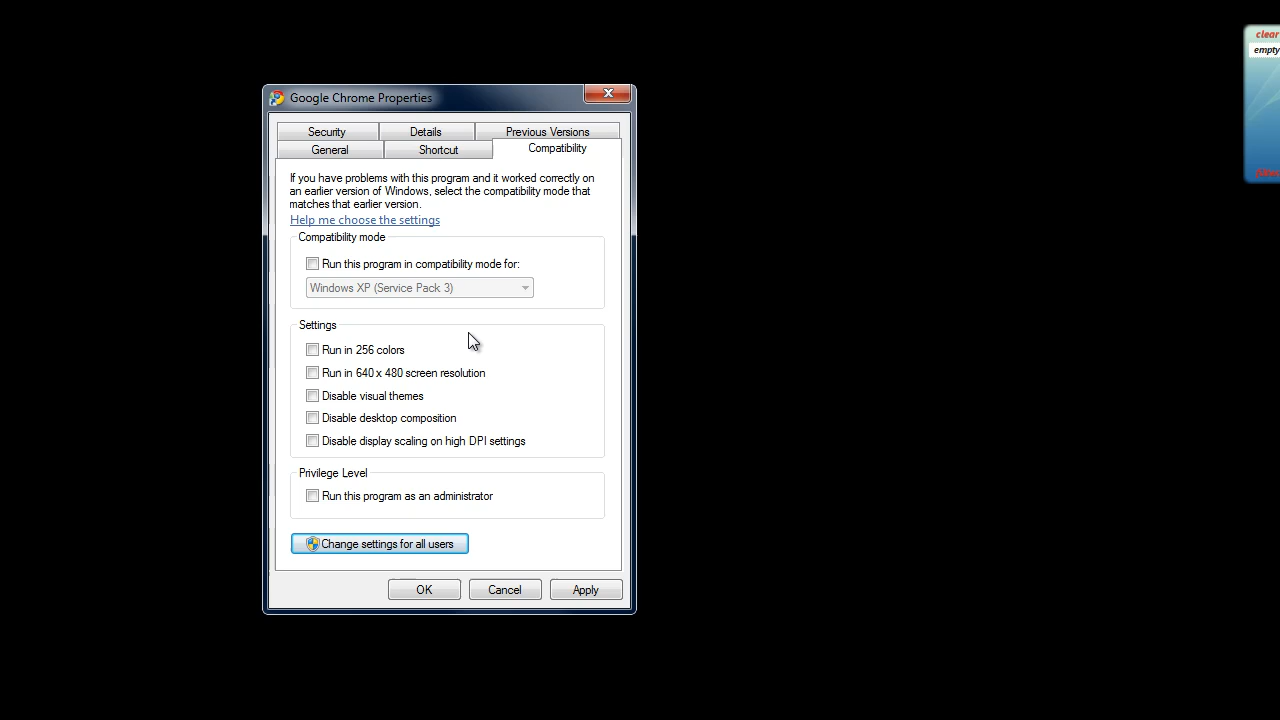 clear
empty
Google Chrome Properties
Security Details Previous Versions
General Shortcut Compatibility
If you have problems with this program and it worked correctly on
an earlier version of Windows, select the compatibility mode that
matches that earlier version.
Help me choose the settings
Compatibility mode
Run this program in compatibility mode for:
Windows XP (Service Pack 3)
Settings
Run in 256 colors
Run in 640 x 480 screen resolution
Disable visual themes
Disable desktop composition
Disable display scaling on high DPI settings
Privilege Level
Run this program as an administrator
Change settings for all users
OK Cancel Apply